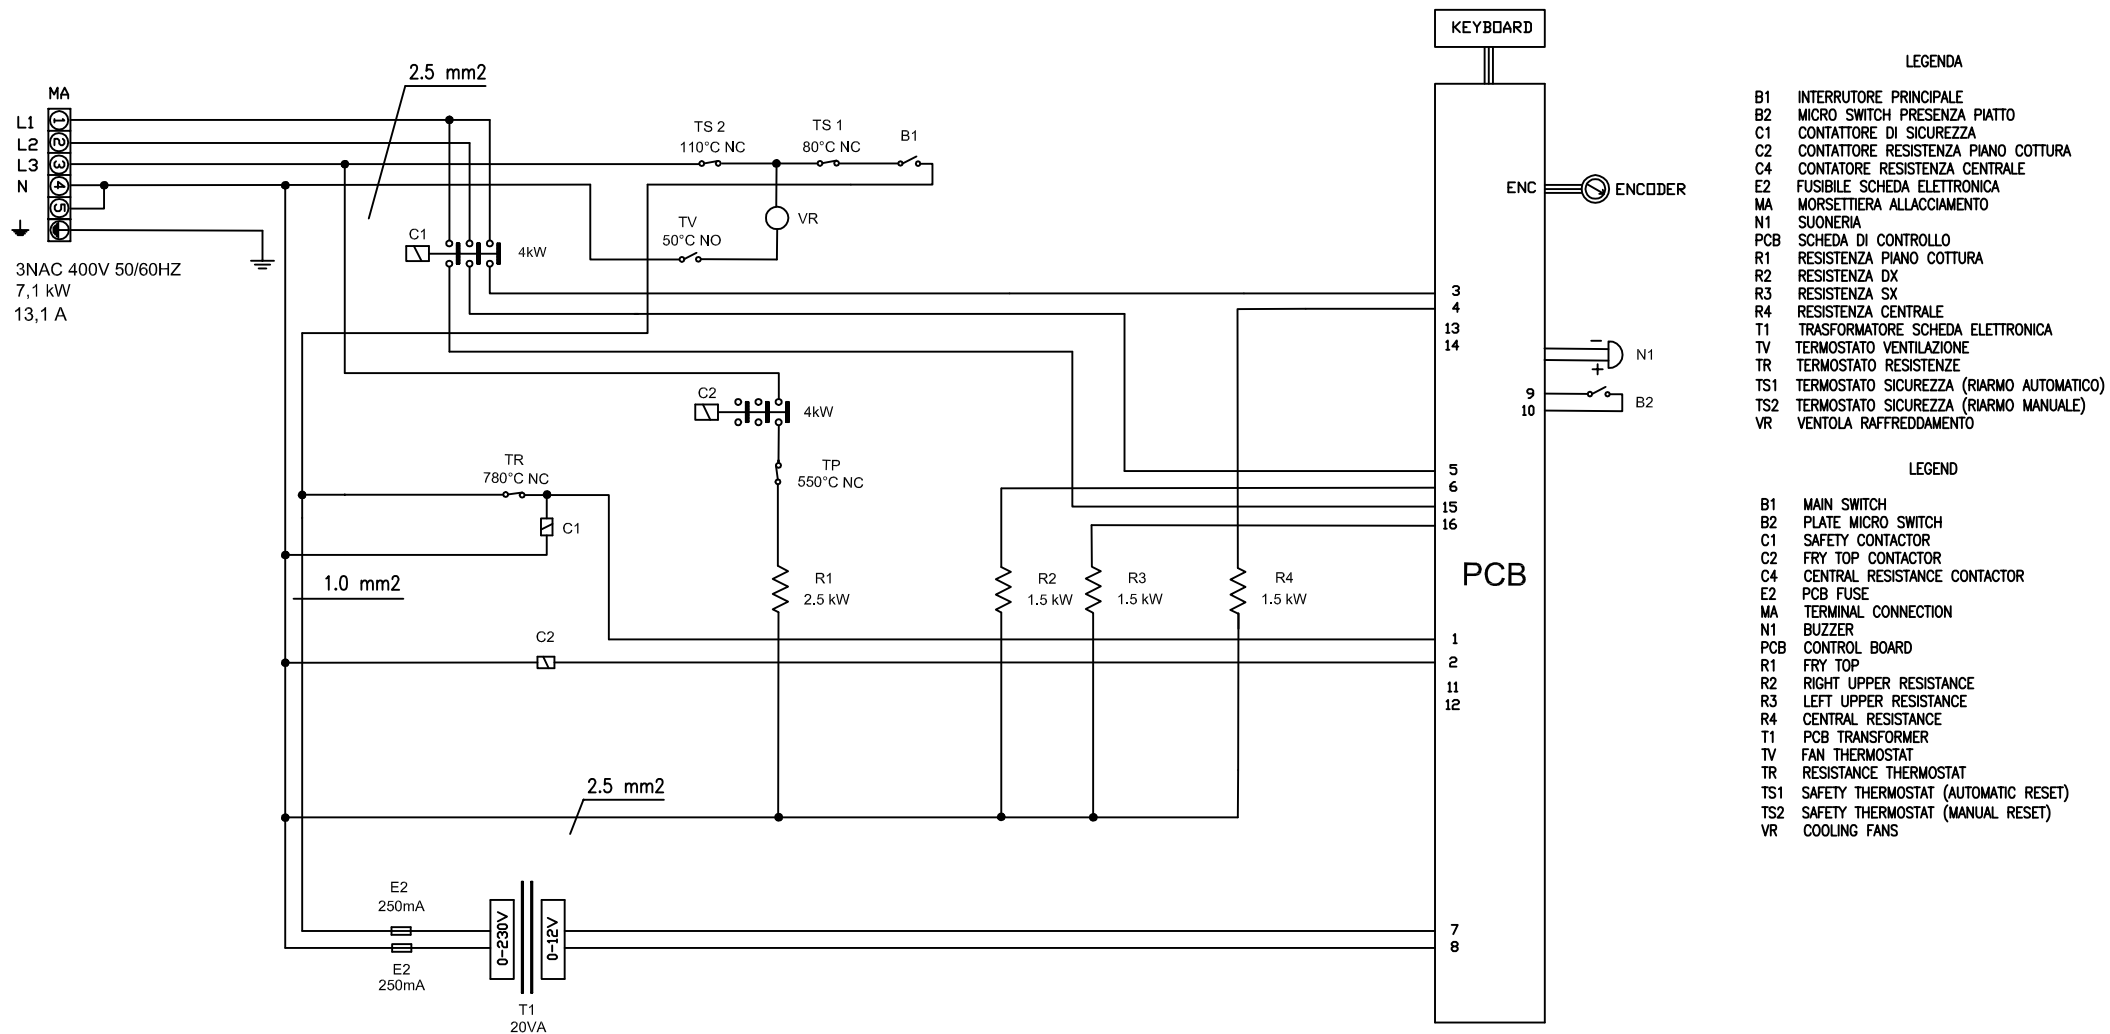 KEYBOARD
2.5 mm2
MA
L1 1
L2 2
L3 3
N 4
5
3NAC 400V 50/60HZ
7,1 kW
13,1 A
TS 2
110°C NC
TS 1
80°C NC
B1
TV
50°C NO
VR
C1
4kW
ENC
ENCODER
3
4
13
14
N1
−
+
9
10
B2
C2
4kW
TR
780°C NC
TP
550°C NC
C1
5
6
15
16
PCB
1.0 mm2
R1
2.5 kW
R2
1.5 kW
R3
1.5 kW
R4
1.5 kW
C2
1
2
11
12
2.5 mm2
E2
250mA
E2
250mA
0-230V
0-12V
T1
20VA
7
8
LEGENDA
B1 INTERRUTORE PRINCIPALE
B2 MICRO SWITCH PRESENZA PIATTO
C1 CONTATTORE DI SICUREZZA
C2 CONTATTORE RESISTENZA PIANO COTTURA
C4 CONTATORE RESISTENZA CENTRALE
E2 FUSIBILE SCHEDA ELETTRONICA
MA MORSETTIERA ALLACCIAMENTO
N1 SUONERIA
PCB SCHEDA DI CONTROLLO
R1 RESISTENZA PIANO COTTURA
R2 RESISTENZA DX
R3 RESISTENZA SX
R4 RESISTENZA CENTRALE
T1 TRASFORMATORE SCHEDA ELETTRONICA
TV TERMOSTATO VENTILAZIONE
TR TERMOSTATO RESISTENZE
TS1 TERMOSTATO SICUREZZA (RIARMO AUTOMATICO)
TS2 TERMOSTATO SICUREZZA (RIARMO MANUALE)
VR VENTOLA RAFFREDDAMENTO
LEGEND
B1 MAIN SWITCH
B2 PLATE MICRO SWITCH
C1 SAFETY CONTACTOR
C2 FRY TOP CONTACTOR
C4 CENTRAL RESISTANCE CONTACTOR
E2 PCB FUSE
MA TERMINAL CONNECTION
N1 BUZZER
PCB CONTROL BOARD
R1 FRY TOP
R2 RIGHT UPPER RESISTANCE
R3 LEFT UPPER RESISTANCE
R4 CENTRAL RESISTANCE
T1 PCB TRANSFORMER
TV FAN THERMOSTAT
TR RESISTANCE THERMOSTAT
TS1 SAFETY THERMOSTAT (AUTOMATIC RESET)
TS2 SAFETY THERMOSTAT (MANUAL RESET)
VR COOLING FANS